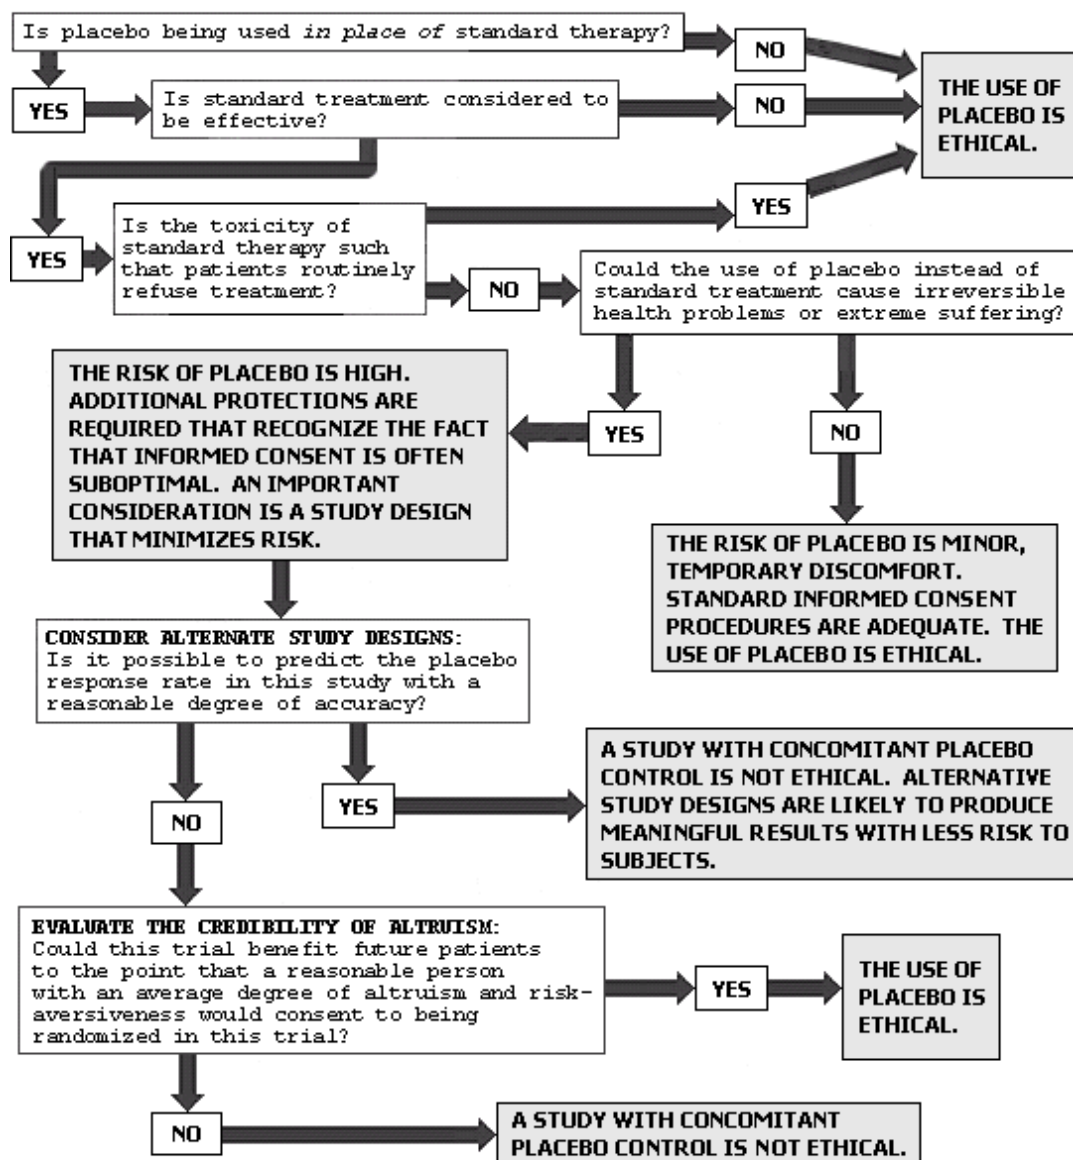 Is placebo being used in place of standard therapy?
NO
THE USE OF
PLACEBO IS
ETHICAL.
YES
Is standard treatment considered to
be effective?
NO
YES
Is the toxicity of
standard therapy such
that patients routinely
refuse treatment?
YES
NO
Could the use of placebo instead of
standard treatment cause irreversible
health problems or extreme suffering?
THE RISK OF PLACEBO IS HIGH.
ADDITIONAL PROTECTIONS ARE
REQUIRED THAT RECOGNIZE THE FACT
THAT INFORMED CONSENT IS OFTEN
SUBOPTIMAL. AN IMPORTANT
CONSIDERATION IS A STUDY DESIGN
THAT MINIMIZES RISK.
YES
NO
THE RISK OF PLACEBO IS MINOR,
TEMPORARY DISCOMFORT.
STANDARD INFORMED CONSENT
PROCEDURES ARE ADEQUATE. THE
USE OF PLACEBO IS ETHICAL.
CONSIDER ALTERNATE STUDY DESIGNS:
Is it possible to predict the placebo
response rate in this study with a
reasonable degree of accuracy?
NO
YES
A STUDY WITH CONCOMITANT PLACEBO
CONTROL IS NOT ETHICAL. ALTERNATIVE
STUDY DESIGNS ARE LIKELY TO PRODUCE
MEANINGFUL RESULTS WITH LESS RISK TO
SUBJECTS.
EVALUATE THE CREDIBILITY OF ALTRUISM:
Could this trial benefit future patients
to the point that a reasonable person
with an average degree of altruism and risk-
aversiveness would consent to being
randomized in this trial?
YES
THE USE OF
PLACEBO IS
ETHICAL.
NO
A STUDY WITH CONCOMITANT
PLACEBO CONTROL IS NOT ETHICAL.